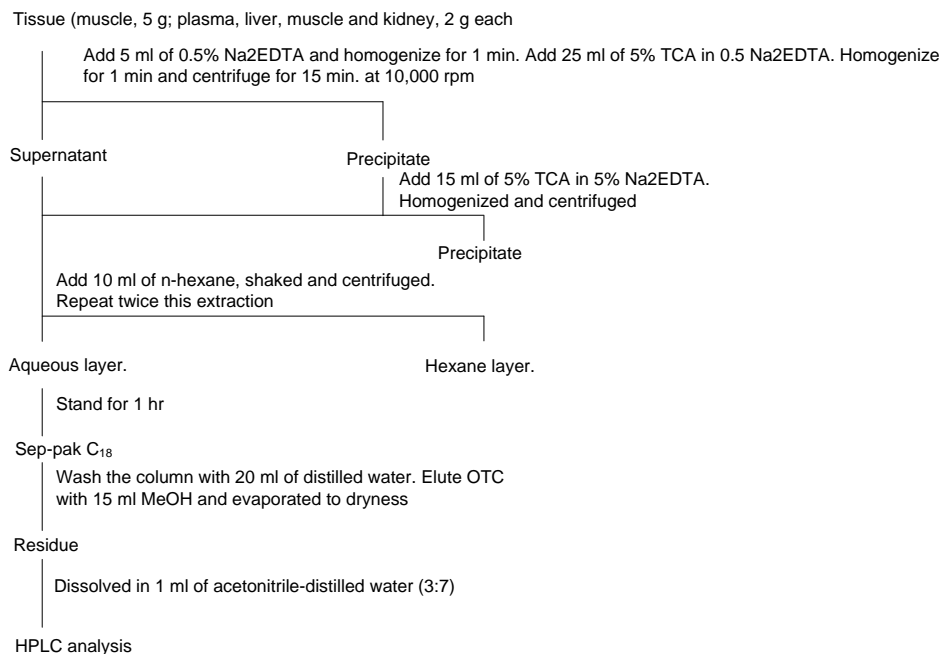 Tissue (muscle, 5 g; plasma, liver, muscle and kidney, 2 g each
Add 5 ml of 0.5% Na2EDTA and homogenize for 1 min. Add 25 ml of 5% TCA in 0.5 Na2EDTA. Homogenize
for 1 min and centrifuge for 15 min. at 10,000 rpm
Supernatant
Precipitate
Add 15 ml of 5% TCA in 5% Na2EDTA.
Homogenized and centrifuged
Precipitate
Add 10 ml of n-hexane, shaked and centrifuged.
Repeat twice this extraction
Aqueous layer.
Hexane layer.
Stand for 1 hr
Sep-pak C₁₈
Wash the column with 20 ml of distilled water. Elute OTC
with 15 ml MeOH and evaporated to dryness
Residue
Dissolved in 1 ml of acetonitrile-distilled water (3:7)
HPLC analysis